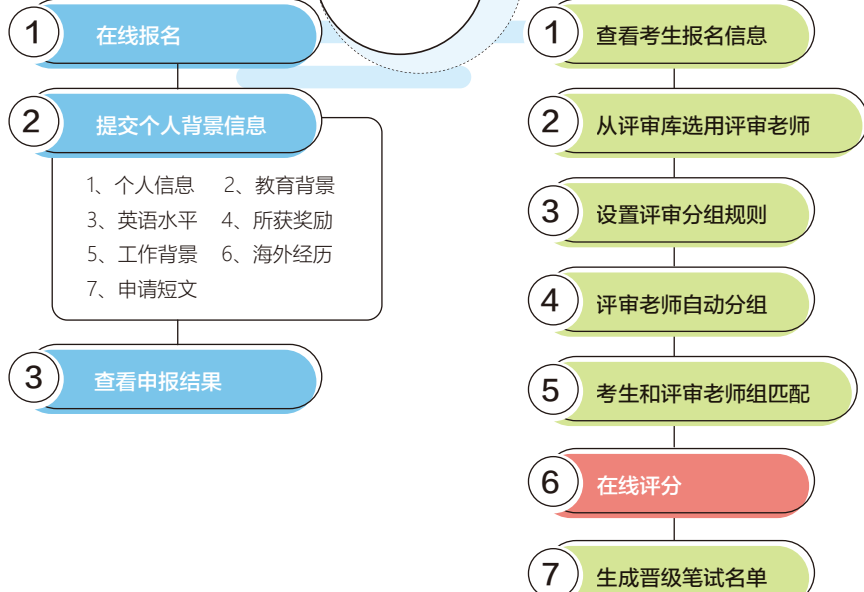 1 在线报名
2 提交个人背景信息
1、个人信息 2、教育背景
3、英语水平 4、所获奖励
5、工作背景 6、海外经历
7、申请短文
3 查看申报结果
1 查看考生报名信息
2 从评审库选用评审老师
3 设置评审分组规则
4 评审老师自动分组
5 考生和评审老师组匹配
6 在线评分
7 生成晋级笔试名单